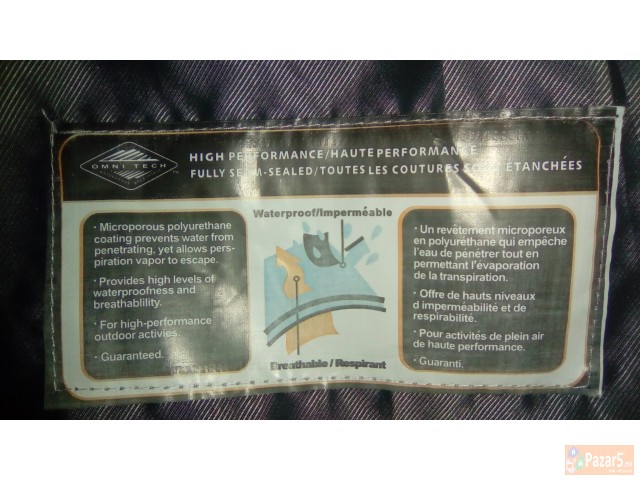 OMNI TECH
HIGH PERFORMANCE/HAUTE PERFORMANCE
FULLY SEAM-SEALED/TOUTES LES COUTURES SONT ETANCHÉES
Waterproof/Imperméable
· Microporous polyurethane
coating prevents water from
penetrating, yet allows pers-
piration vapor to escape.
· Provides high levels of
waterproofness and
breathablility.
· For high-performance
outdoor activies.
· Guaranteed.
· Un revêtement microporeux
en polyuréthane qui empêche
l'eau de pénétrer tout en
permettant l'évaporation
de la transpiration.
· Offre de hauts niveaux
d imperméabilité et de
respirabilité.
· Pour activités de plein air
de haute performance.
· Guaranti.
Breathable / Respirant
Pazar5